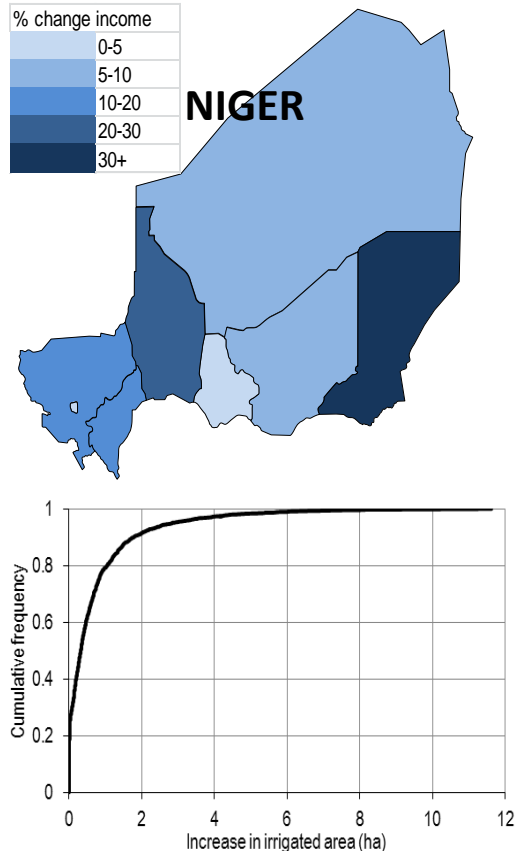 % change income
0-5
5-10
10-20
20-30
30+
NIGER
Cumulative frequency
1
0.8
0.6
0.4
0.2
0
0 2 4 6 8 10 12
Increase in irrigated area (ha)